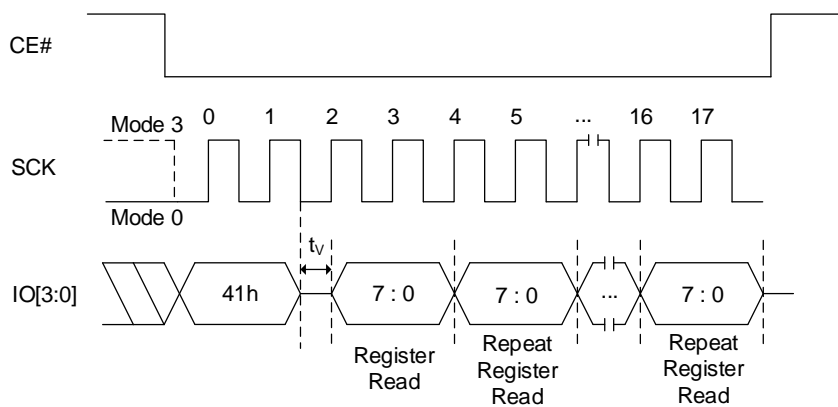 CE#
Mode 3
0 1 2 3 4 5 ... 16 17
SCK
Mode 0
tV
IO[3:0]
41h
7 : 0
7 : 0
...
7 : 0
Register
Read
Repeat
Register
Read
Repeat
Register
Read